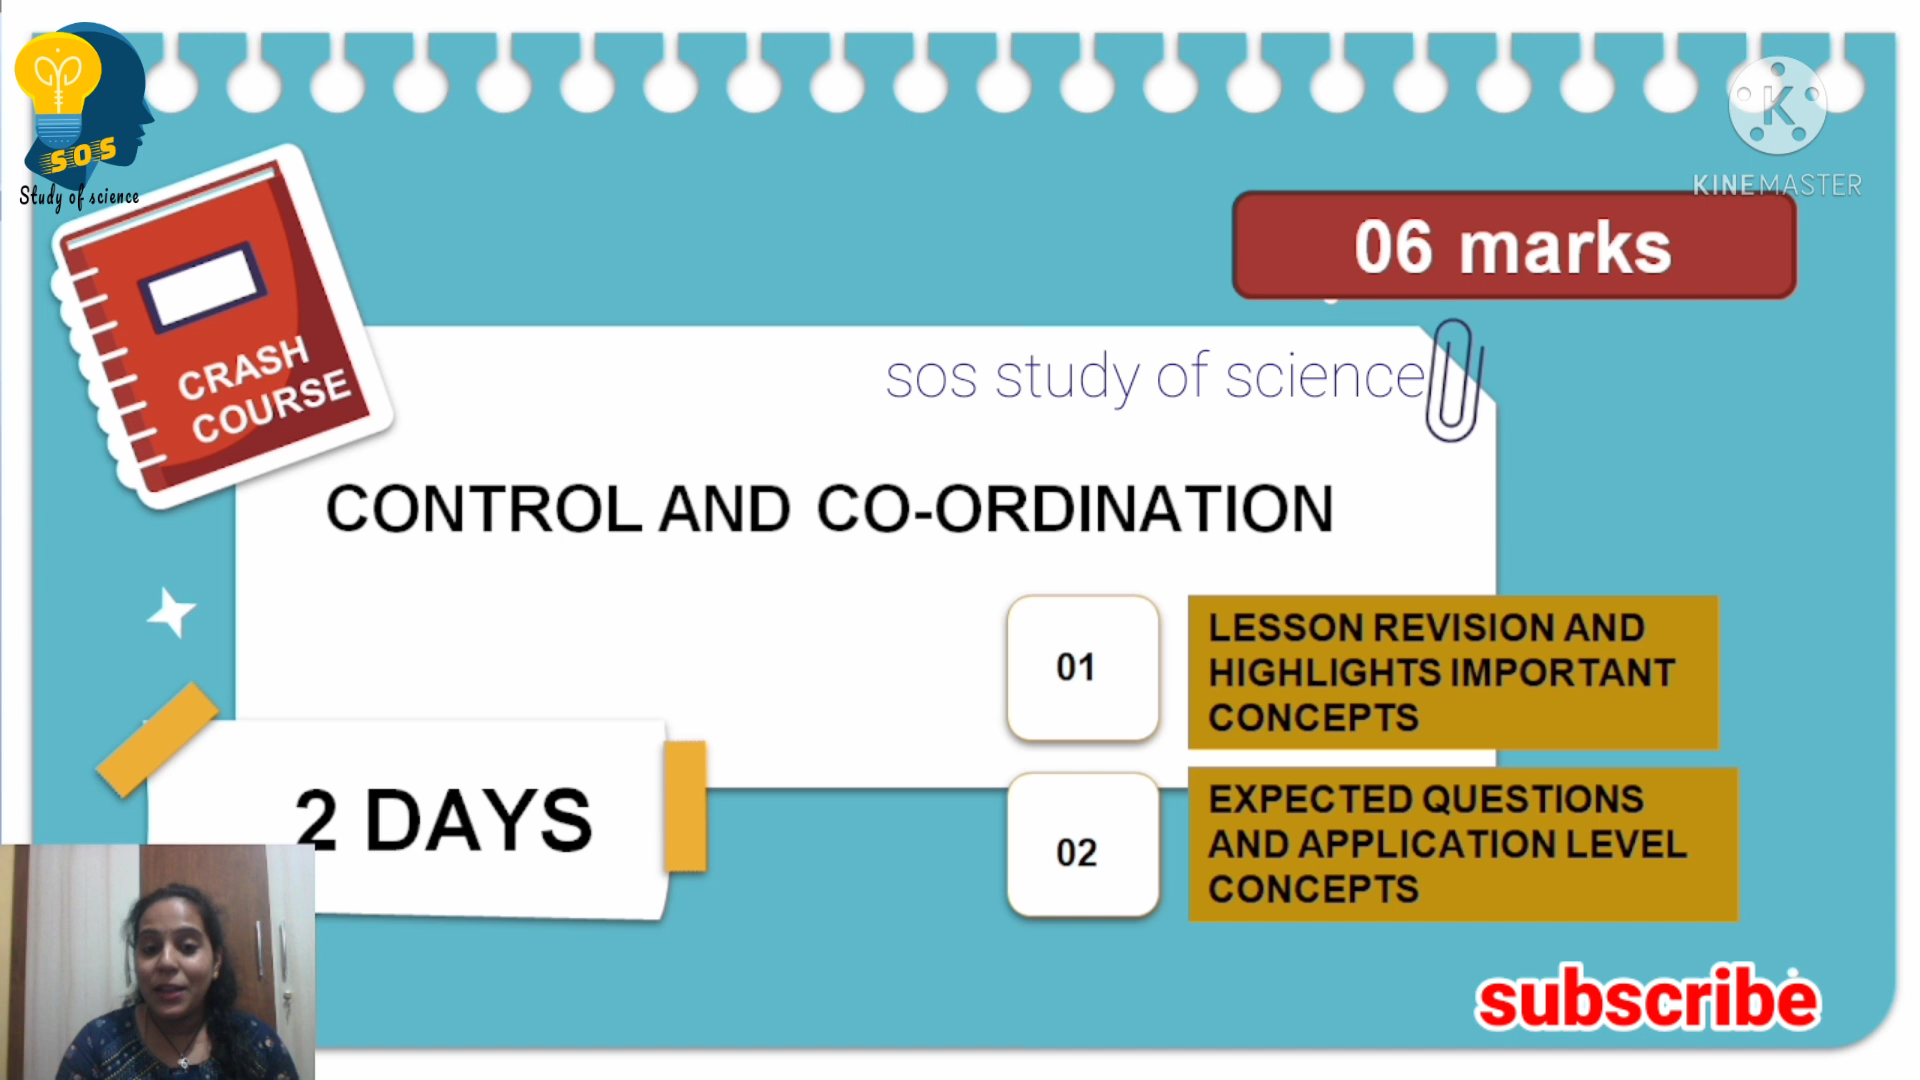 SOS
Study of science
K
KINEMASTER
06 marks
CRASH
COURSE
sos study of science
CONTROL AND CO-ORDINATION
01
LESSON REVISION AND
HIGHLIGHTS IMPORTANT
CONCEPTS
2 DAYS
02
EXPECTED QUESTIONS
AND APPLICATION LEVEL
CONCEPTS
subscribe